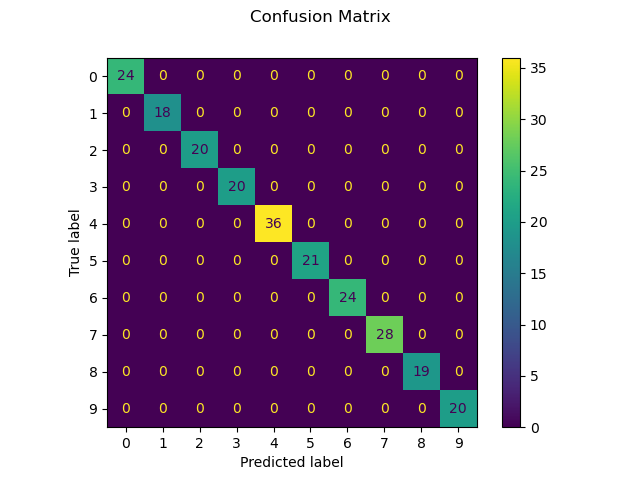 Confusion Matrix
0 24 0 0 0 0 0 0 0 0 0
1 0 18 0 0 0 0 0 0 0 0
2 0 0 20 0 0 0 0 0 0 0
3 0 0 0 20 0 0 0 0 0 0
4 0 0 0 0 36 0 0 0 0 0
5 0 0 0 0 0 21 0 0 0 0
6 0 0 0 0 0 0 24 0 0 0
7 0 0 0 0 0 0 0 28 0 0
8 0 0 0 0 0 0 0 0 19 0
9 0 0 0 0 0 0 0 0 0 20
0 1 2 3 4 5 6 7 8 9
Predicted label
True label
35
30
25
20
15
10
5
0